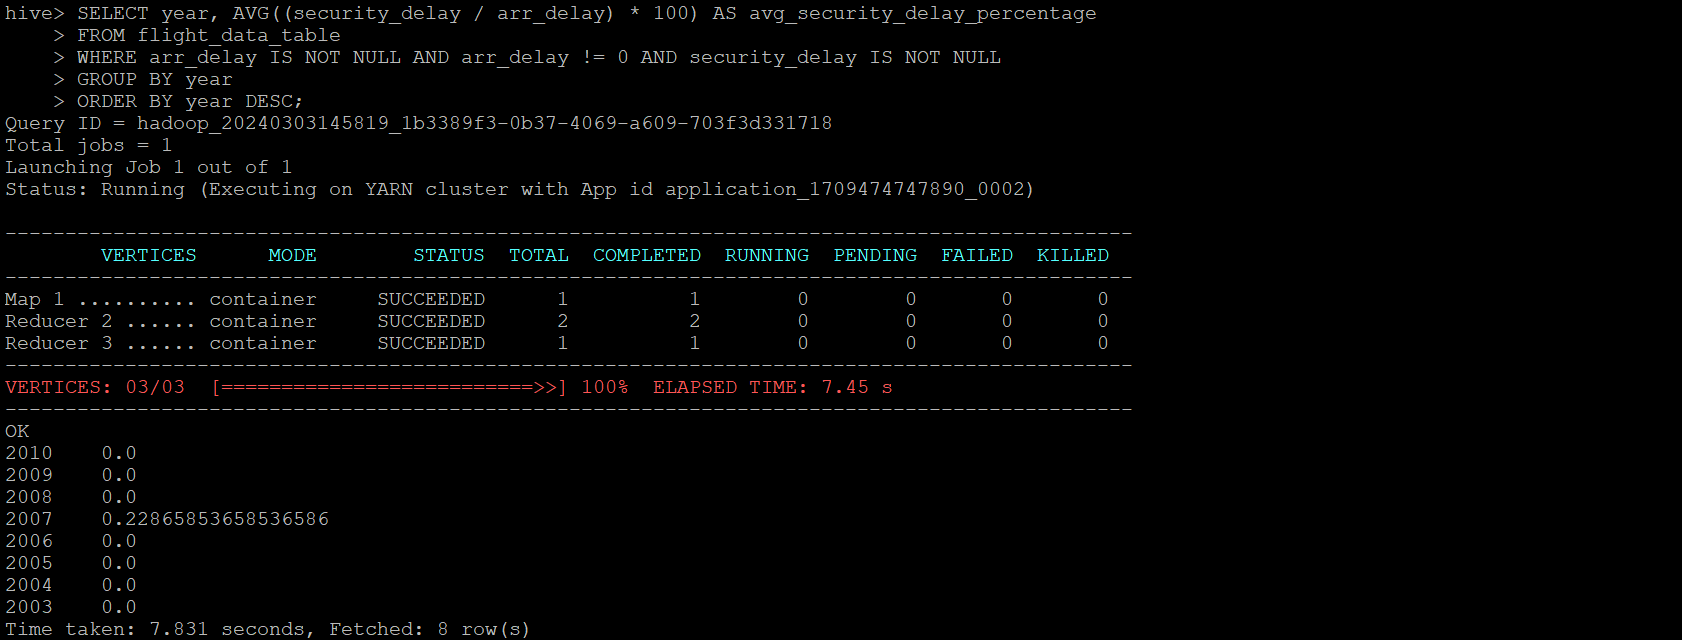 hive> SELECT year, AVG((security_delay / arr_delay) * 100) AS avg_security_delay_percentage
    > FROM flight_data_table
    > WHERE arr_delay IS NOT NULL AND arr_delay != 0 AND security_delay IS NOT NULL
    > GROUP BY year
    > ORDER BY year DESC;
Query ID = hadoop_20240303145819_1b3389f3-0b37-4069-a609-703f3d331718
Total jobs = 1
Launching Job 1 out of 1
Status: Running (Executing on YARN cluster with App id application_1709474747890_0002)

----------------------------------------------------------------------------------------------
        VERTICES      MODE        STATUS  TOTAL  COMPLETED  RUNNING  PENDING  FAILED  KILLED
----------------------------------------------------------------------------------------------
Map 1 .......... container     SUCCEEDED      1          1        0        0       0       0
Reducer 2 ...... container     SUCCEEDED      2          2        0        0       0       0
Reducer 3 ...... container     SUCCEEDED      1          1        0        0       0       0
----------------------------------------------------------------------------------------------
VERTICES: 03/03  [==========================>>] 100%  ELAPSED TIME: 7.45 s
----------------------------------------------------------------------------------------------
OK
2010    0.0
2009    0.0
2008    0.0
2007    0.22865853658536586
2006    0.0
2005    0.0
2004    0.0
2003    0.0
Time taken: 7.831 seconds, Fetched: 8 row(s)